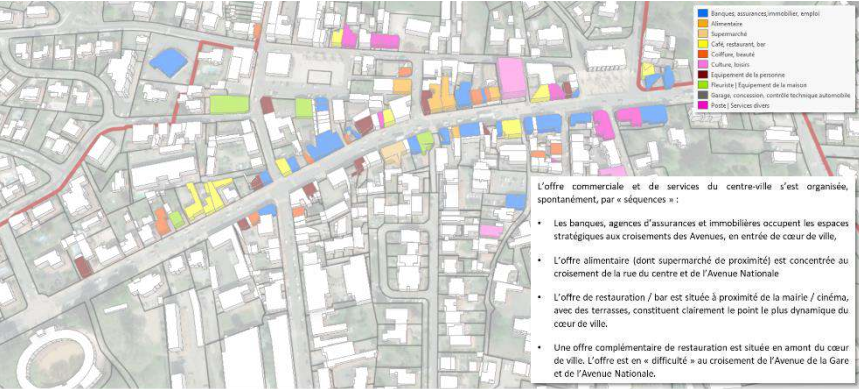 Banques, assurances,immobilier, emploi
Alimentaire
Supermarché
Café, restaurant, bar
Coiffure, beauté
Culture, loisirs
Equipement de la personne
Fleuriste | Equipement de la maison
Garage, concession, contrôle technique automobile
Poste | Services divers
L'offre commerciale et de services du centre-ville s'est organisée,
spontanément, par « séquences » :
• Les banques, agences d'assurances et immobilières occupent les espaces
stratégiques aux croisements des Avenues, en entrée de cœur de ville,
• L'offre alimentaire (dont supermarché de proximité) est concentrée au
croisement de la rue du centre et de l'Avenue Nationale
• L'offre de restauration / bar est située à proximité de la mairie / cinéma,
avec des terrasses, constituent clairement le point le plus dynamique du
cœur de ville.
• Une offre complémentaire de restauration est située en amont du cœur
de ville. L'offre est en « difficulté » au croisement de l'Avenue de la Gare
et de l'Avenue Nationale.